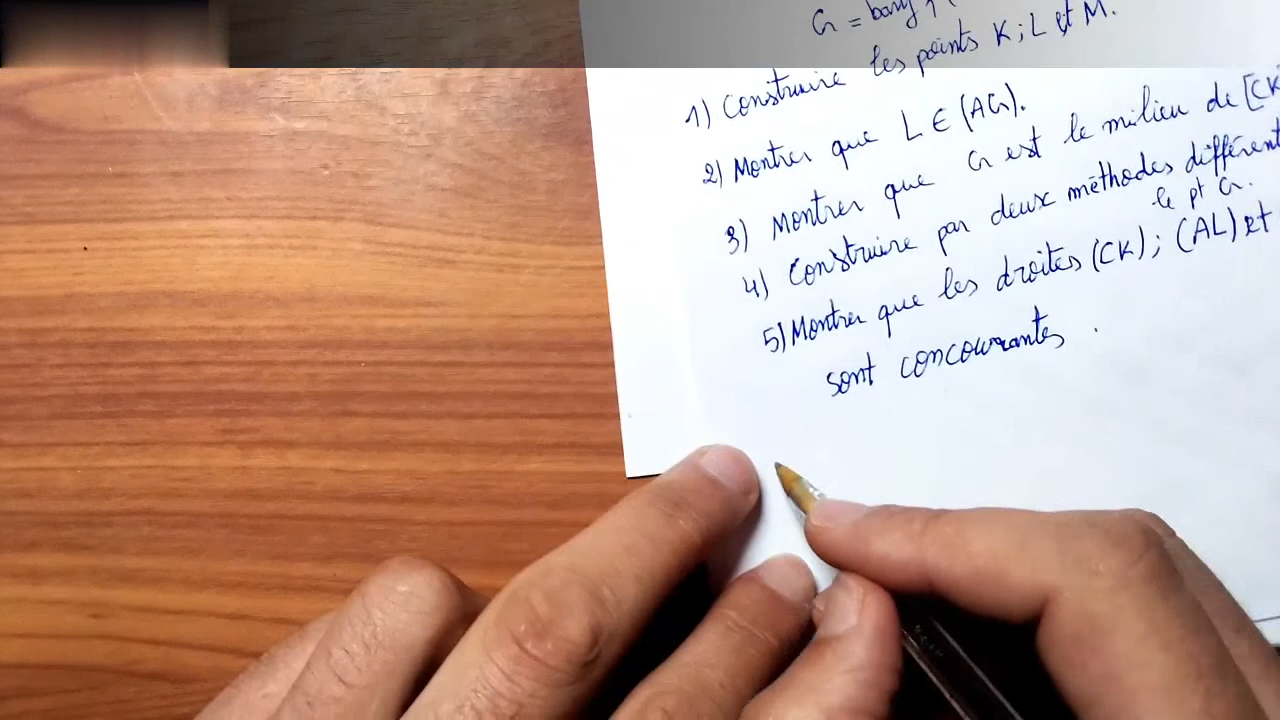 G = bary {(
1) Construire les points K ; L et M.
2) Montrer que L ∈ (AG).
3) Montrer que G est le milieu de [CK
4) Construire par deux méthodes différent
le pt G.
5) Montrer que les droites (CK) ; (AL) et
sont concourantes.